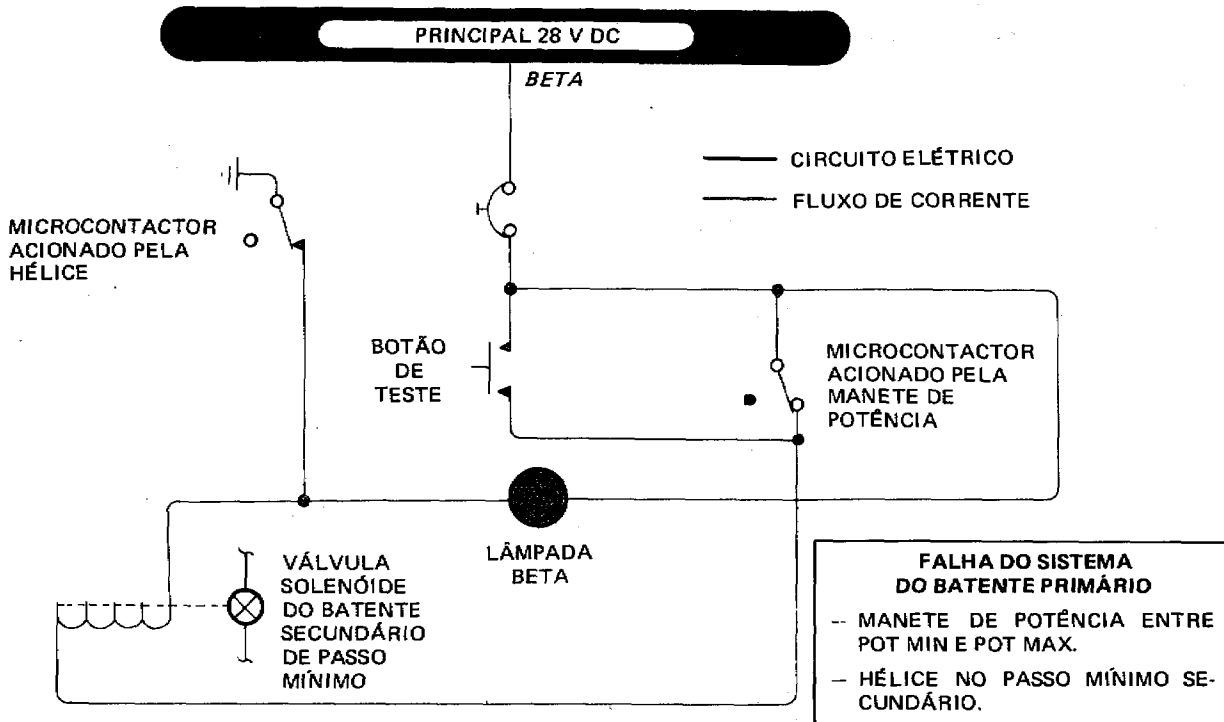 PRINCIPAL 28 V DC
BETA
CIRCUITO ELÉTRICO
FLUXO DE CORRENTE
MICROCONTACTOR
ACIONADO PELA
HÉLICE
BOTÃO
DE
TESTE
MICROCONTACTOR
ACIONADO PELA
MANETE DE
POTÊNCIA
LÂMPADA
BETA
VÁLVULA
SOLENÓIDE
DO BATENTE
SECUNDÁRIO
DE PASSO
MÍNIMO
FALHA DO SISTEMA
DO BATENTE PRIMÁRIO
-- MANETE DE POTÊNCIA ENTRE
POT MIN E POT MAX.
— HÉLICE NO PASSO MÍNIMO SE-
CUNDÁRIO.